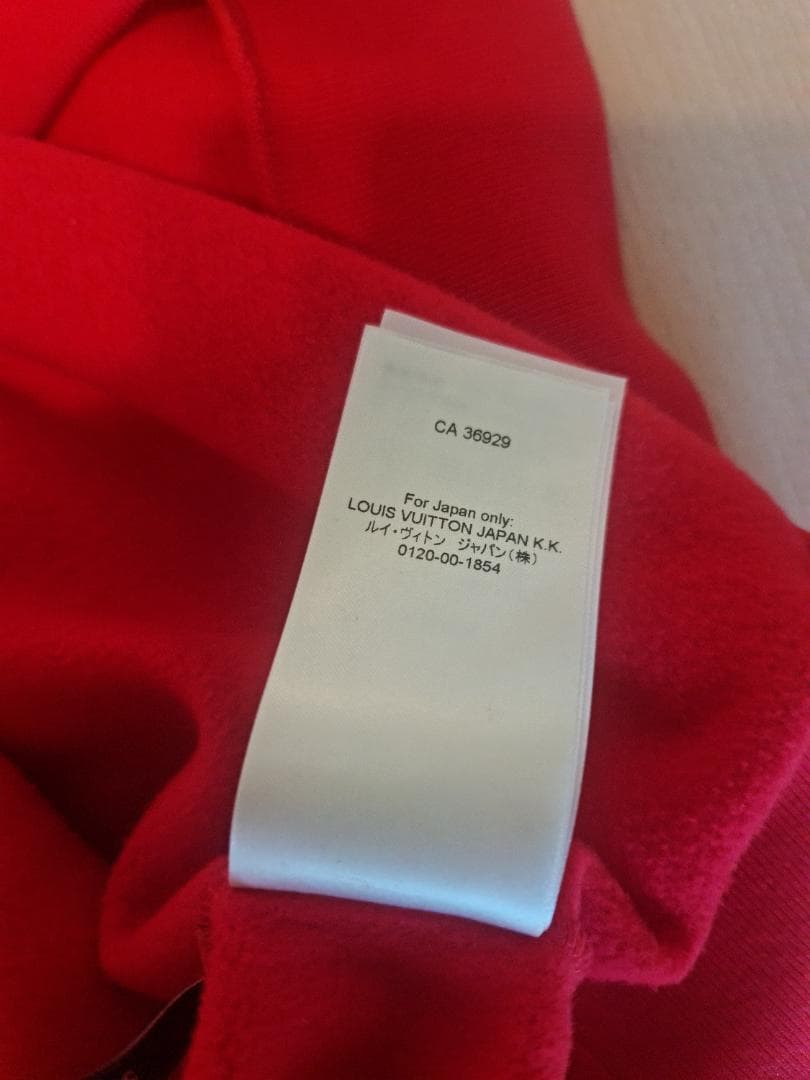 CA 36929
For Japan only:
LOUIS VUITTON JAPAN K.K.
ルイ・ヴィトン ジャパン(株)
0120-00-1854